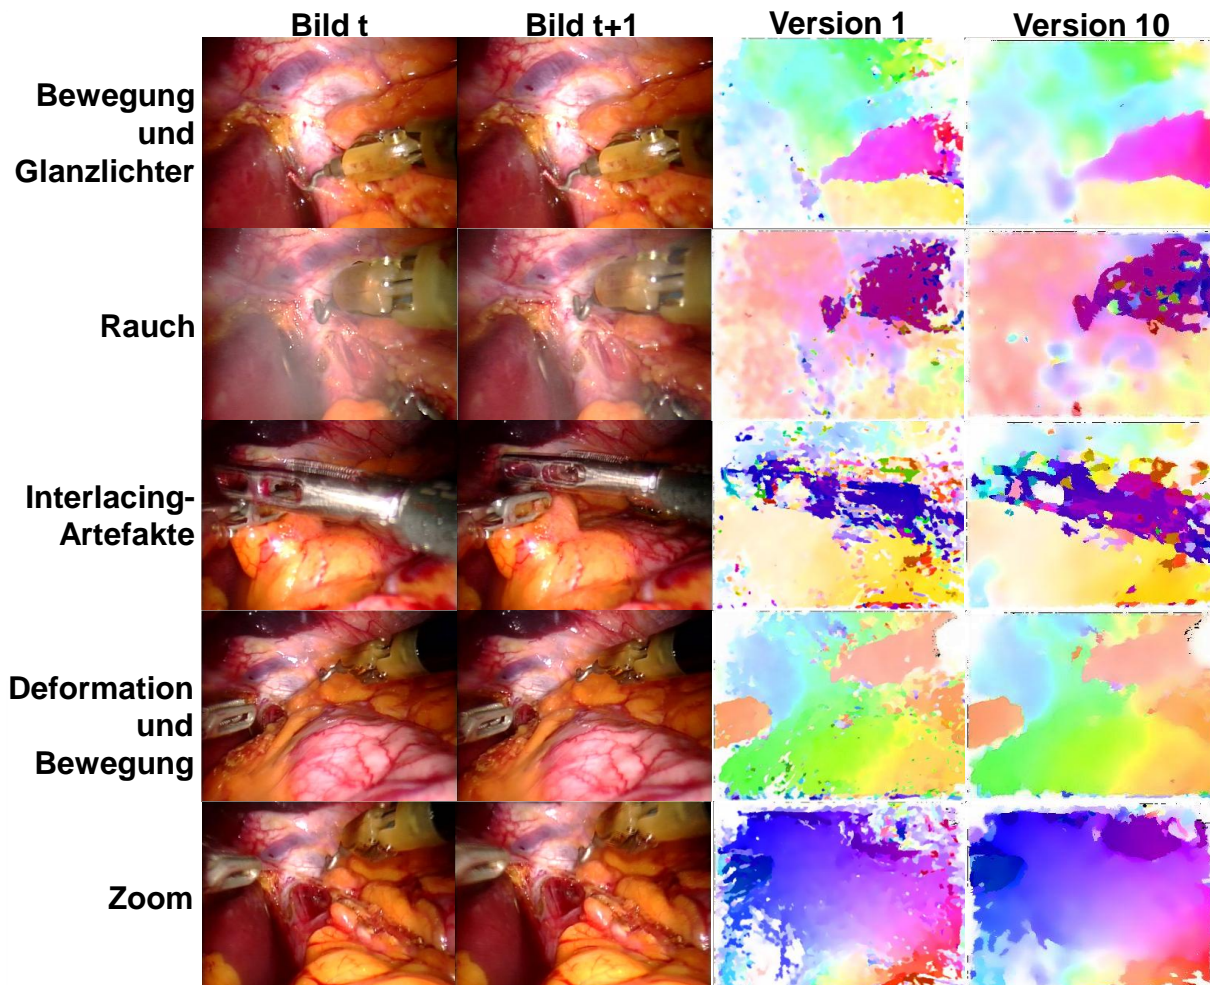 Bild t
Bild t+1
Version 1
Version 10
Bewegung
und
Glanzlichter
Rauch
Interlacing-
Artefakte
Deformation
und
Bewegung
Zoom